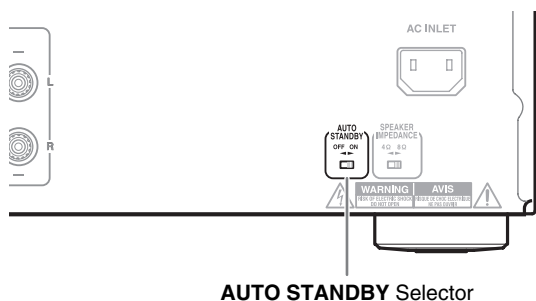 AC INLET
L
R
AUTO
STANDBY
OFF ON
SPEAKER
IMPEDANCE
4Ω 8Ω
WARNING
RISK OF ELECTRIC SHOCK
DO NOT OPEN
AVIS
RISQUE DE CHOC ELECTRIQUE
NE PAS OUVRIR
AUTO STANDBY Selector